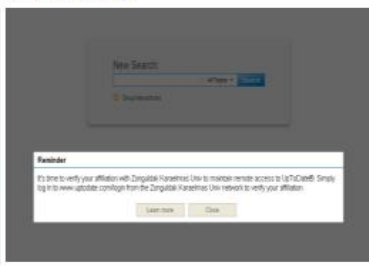 New Search:
All Topics Search
Reminder
It's time to verify your affiliation with Zonguldak Karaelmas Univ to maintain remote access to UpToDate®. Simply
log in to www.uptodate.com/login from the Zonguldak Karaelmas Univ network to verify your affiliation.
Learn more Close